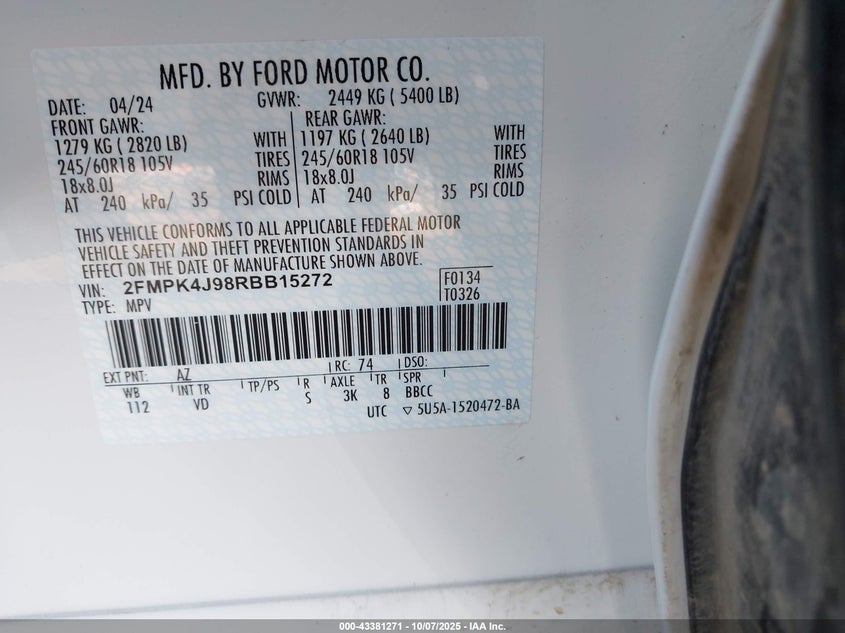 MFD. BY FORD MOTOR CO.
DATE: 04/24 GVWR: 2449 KG ( 5400 LB)
FRONT GAWR: REAR GAWR:
1279 KG ( 2820 LB) WITH 1197 KG ( 2640 LB) WITH
245/60R18 105V TIRES 245/60R18 105V TIRES
18x8.0J RIMS 18x8.0J RIMS
AT 240 kPa/ 35 PSI COLD AT 240 kPa/ 35 PSI COLD
THIS VEHICLE CONFORMS TO ALL APPLICABLE FEDERAL MOTOR
VEHICLE SAFETY AND THEFT PREVENTION STANDARDS IN
EFFECT ON THE DATE OF MANUFACTURE SHOWN ABOVE.
VIN: 2FMPK4J98RBB15272 F0134
TYPE: MPV T0326
EXT PNT: AZ RC: 74 DSO:
WB INT TR TP/PS R AXLE TR SPR
112 VD S 3K 8 BBCC
UTC ▽ 5U5A-1520472-BA
000-43381271 - 10/07/2025 - IAA Inc.